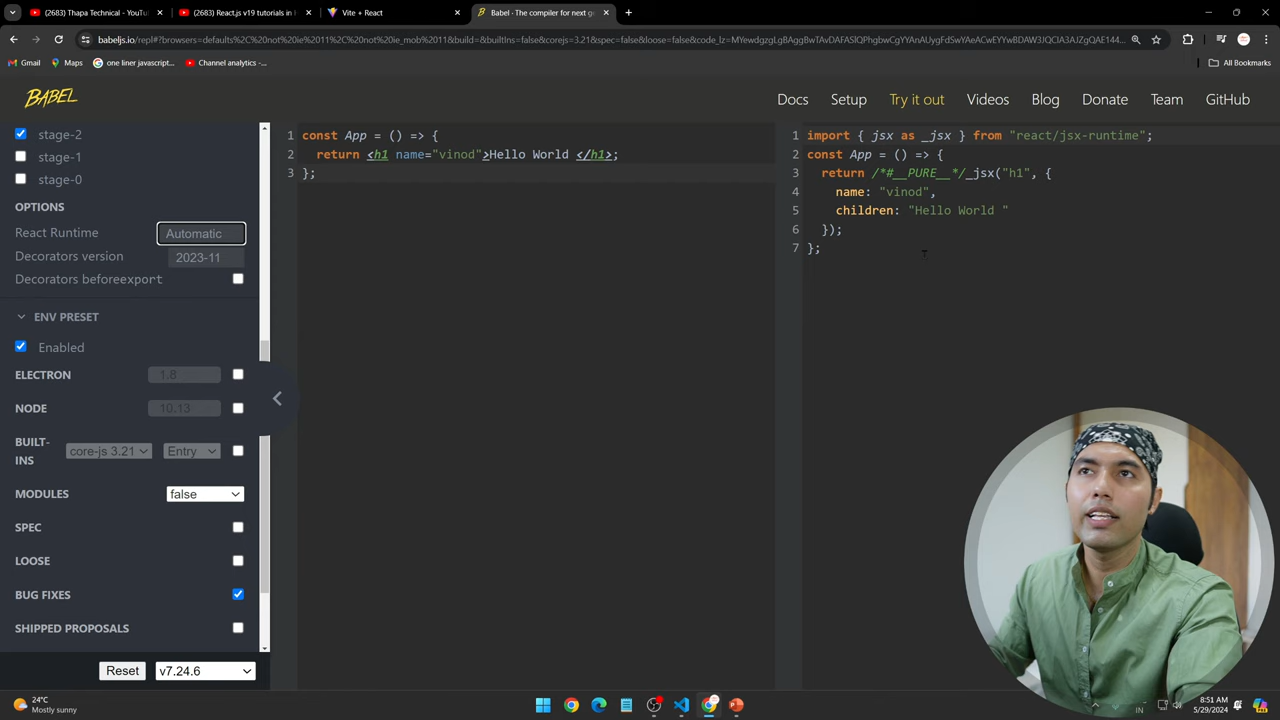 (2683) Thapa Technical - YouTu
(2683) React.js v19 tutorials in
Vite + React
Babel · The compiler for next g
babeljs.io/repl#?browsers=defaults%2C%20not%20ie%2011%2C%20not%20ie_mob%2011&build=&builtIns=false&corejs=3.21&spec=false&loose=false&code_lz=
Gmail
Maps
one liner javascript...
Channel analytics -...
All Bookmarks
BABEL
Docs
Setup
Try it out
Videos
Blog
Donate
Team
GitHub
stage-2
stage-1
stage-0
OPTIONS
React Runtime
Automatic
Decorators version
2023-11
Decorators beforeexport
ENV PRESET
Enabled
ELECTRON
1.8
NODE
10.13
BUILT-
INS
core-js 3.21
Entry
MODULES
false
SPEC
LOOSE
BUG FIXES
SHIPPED PROPOSALS
Reset
v7.24.6
1 const App = () => {
2 return <h1 name="vinod">Hello World </h1>;
3 };
1 import { jsx as _jsx } from "react/jsx-runtime";
2 const App = () => {
3 return /*#__PURE__*/_jsx("h1", {
4 name: "vinod",
5 children: "Hello World "
6 });
7 };
24°C
Mostly sunny
IN
8:51 AM
5/29/2024